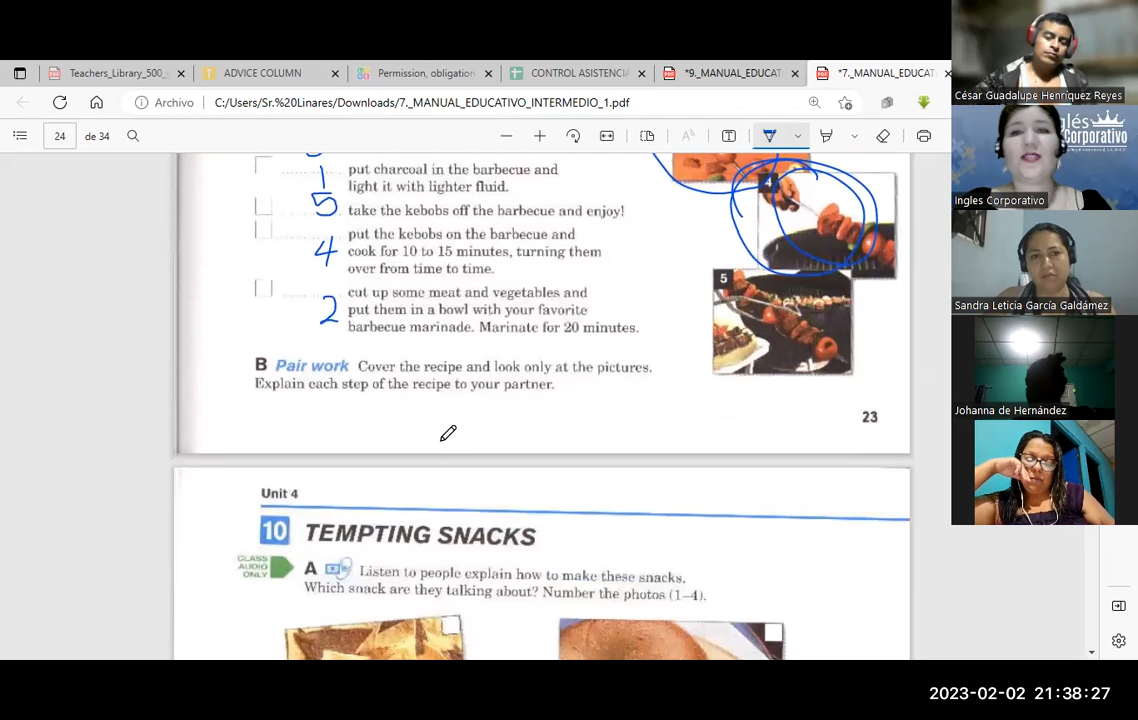 Teachers_Library_500_
ADVICE COLUMN
Permission, obligation
CONTROL ASISTENCIA
*9._MANUAL_EDUCAT
*7._MANUAL_EDUCAT
Archivo
C:/Users/Sr.%20Linares/Downloads/7._MANUAL_EDUCATIVO_INTERMEDIO_1.pdf
24 de 34
1 put charcoal in the barbecue and
light it with lighter fluid.
5 take the kebobs off the barbecue and enjoy!
put the kebobs on the barbecue and
4 cook for 10 to 15 minutes, turning them
over from time to time.
cut up some meat and vegetables and
2 put them in a bowl with your favorite
barbecue marinade. Marinate for 20 minutes.
4
5
B Pair work Cover the recipe and look only at the pictures.
Explain each step of the recipe to your partner.
23
Unit 4
10 TEMPTING SNACKS
CLASS
AUDIO
ONLY
A Listen to people explain how to make these snacks.
Which snack are they talking about? Number the photos (1–4).
César Guadalupe Henríquez Reyes
Inglés
Corporativo
Ingles Corporativo
Sandra Leticia García Galdámez
Johanna de Hernández
2023-02-02 21:38:27